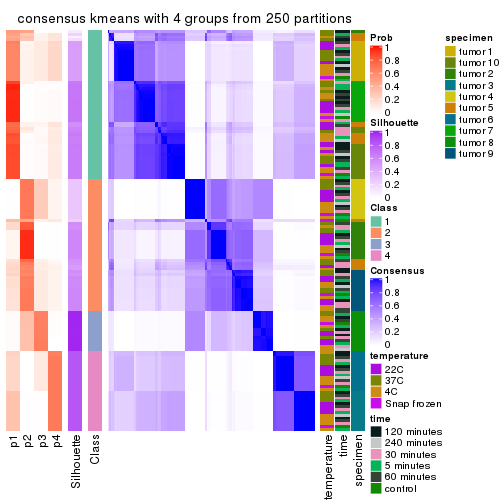 consensus kmeans with 4 groups from 250 partitions
p1
p2
p3
p4
Silhouette
Class
temperature
time
specimen
Prob
1
0.8
0.6
0.4
0.2
0
Silhouette
1
0.8
0.6
0.4
0.2
0
Class
1
2
3
4
Consensus
1
0.8
0.6
0.4
0.2
0
temperature
22C
37C
4C
Snap frozen
time
120 minutes
240 minutes
30 minutes
5 minutes
60 minutes
control
specimen
tumor 1
tumor 10
tumor 2
tumor 3
tumor 4
tumor 5
tumor 6
tumor 7
tumor 8
tumor 9